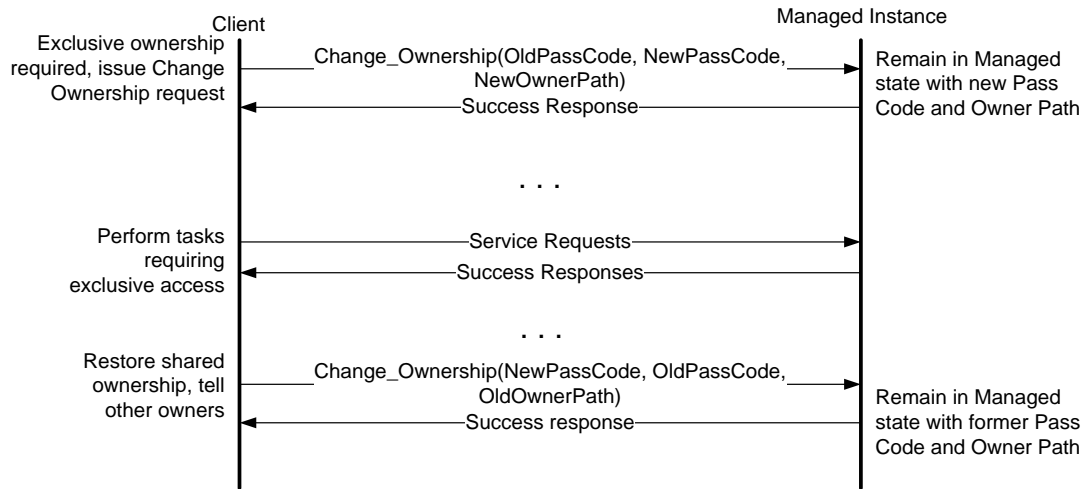 Client
Managed Instance
Exclusive ownership
required, issue Change
Ownership request
Change_Ownership(OldPassCode, NewPassCode,
NewOwnerPath)
Success Response
Remain in Managed
state with new Pass
Code and Owner Path
. . .
Perform tasks
requiring
exclusive access
Service Requests
Success Responses
. . .
Restore shared
ownership, tell
other owners
Change_Ownership(NewPassCode, OldPassCode,
OldOwnerPath)
Success response
Remain in Managed
state with former Pass
Code and Owner Path